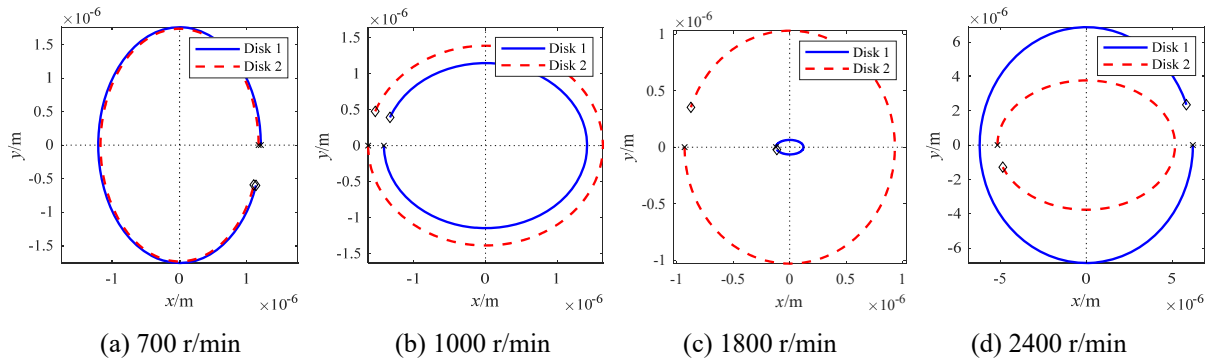 ×10⁻⁶
1.5
1
0.5
0
-0.5
-1
-1.5
y/m
Disk 1
Disk 2
-1 0 1
x/m ×10⁻⁶
(a) 700 r/min
×10⁻⁶
1.5
1
0.5
0
0.5
-1
-1.5
y/m
Disk 1
Disk 2
-1 0 1
x/m ×10⁻⁶
(b) 1000 r/min
×10⁻⁶
1
0.5
0
-0.5
-1
y/m
Disk 1
Disk 2
-1 -0.5 0 0.5 1
x/m ×10⁻⁶
(c) 1800 r/min
×10⁻⁶
6
4
2
0
-2
-4
-6
y/m
Disk 1
Disk 2
-5 0 5
x/m ×10⁻⁶
(d) 2400 r/min